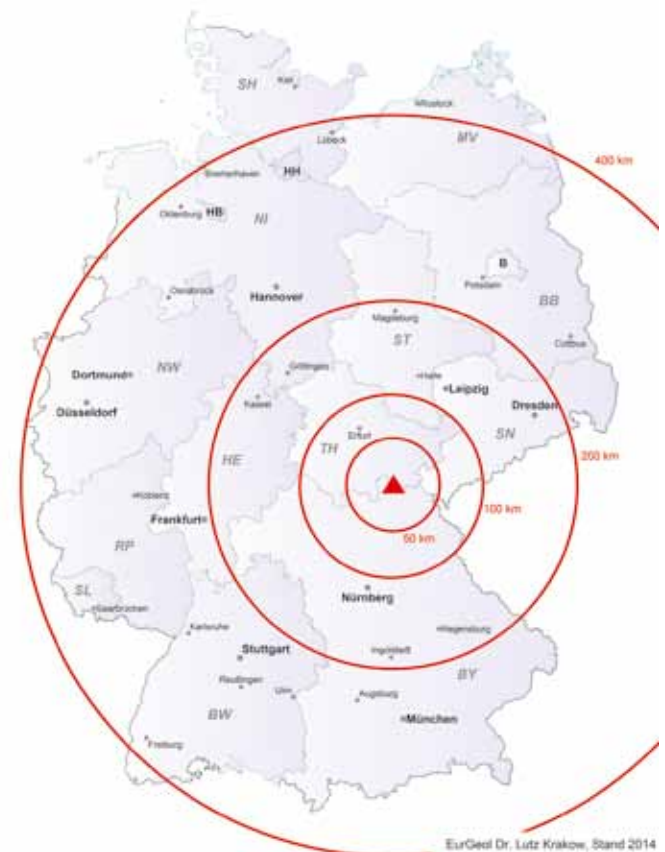 Kiel
SH
Rostock
Lübeck
MV
400 km
HH
Bremerhaven
Oldenburg
HB
NI
B
Potsdam
Osnabrück
Hannover
BB
Magdeburg
ST
Cottbus
NW
Göttingen
Dortmund
Halle
Leipzig
Kassel
Düsseldorf
Dresden
Erfurt
SN
TH
HE
200 km
Koblenz
100 km
Frankfurt
50 km
RP
SL
Nürnberg
Saarbrücken
Karlsruhe
Regensburg
Stuttgart
Ingolstadt
BY
Reutlingen
Ulm
Augsburg
BW
München
Freiburg
EurGeol Dr. Lutz Krakow, Stand 2014